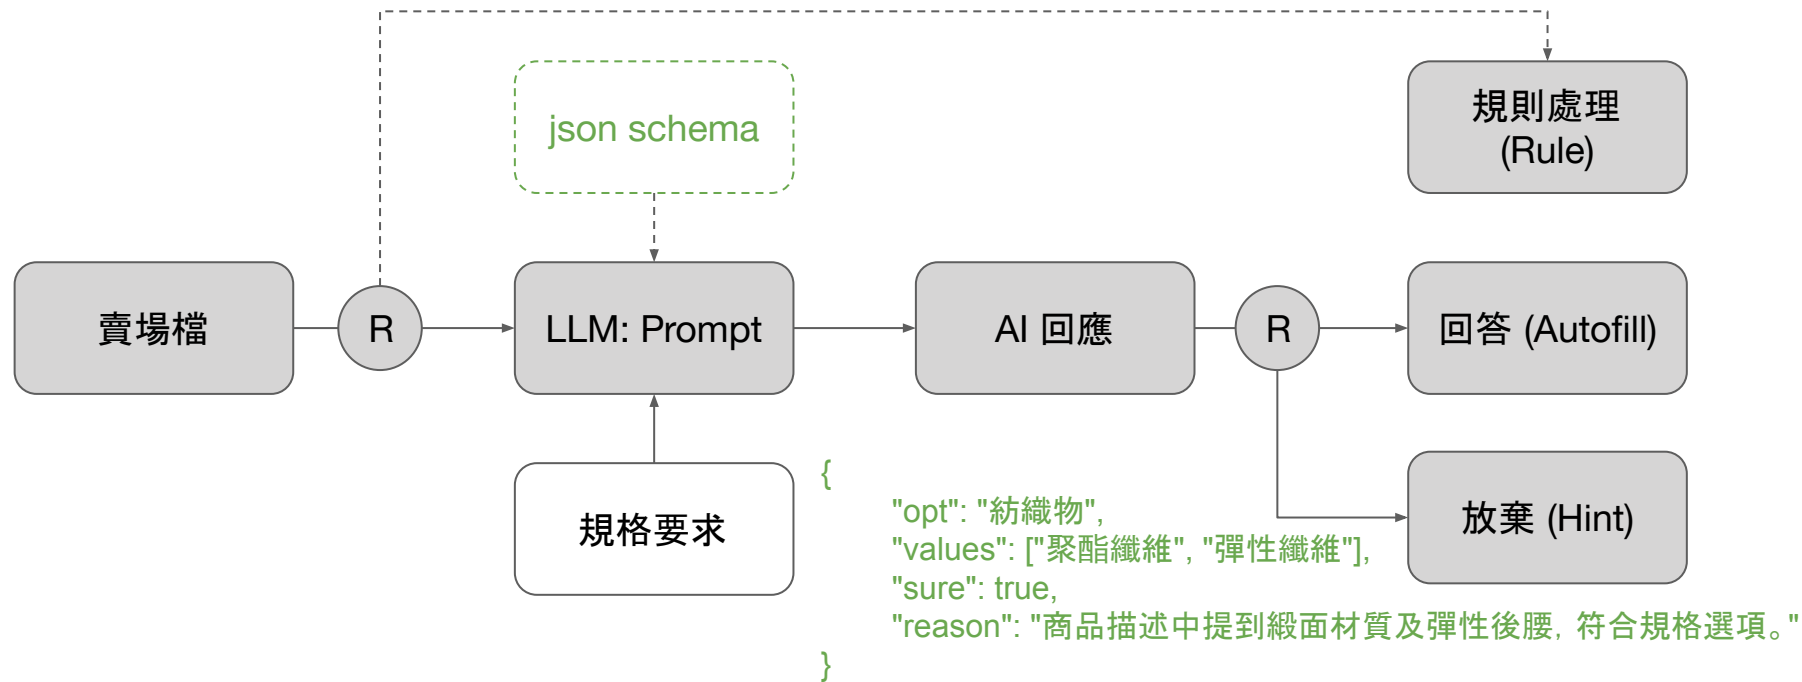 json schema
規則處理
(Rule)
賣場檔
R
LLM: Prompt
AI 回應
R
回答 (Autofill)
規格要求
放棄 (Hint)
{
"opt": "紡織物",
"values": ["聚酯纖維", "彈性纖維"],
"sure": true,
"reason": "商品描述中提到緞面材質及彈性後腰，符合規格選項。"
}